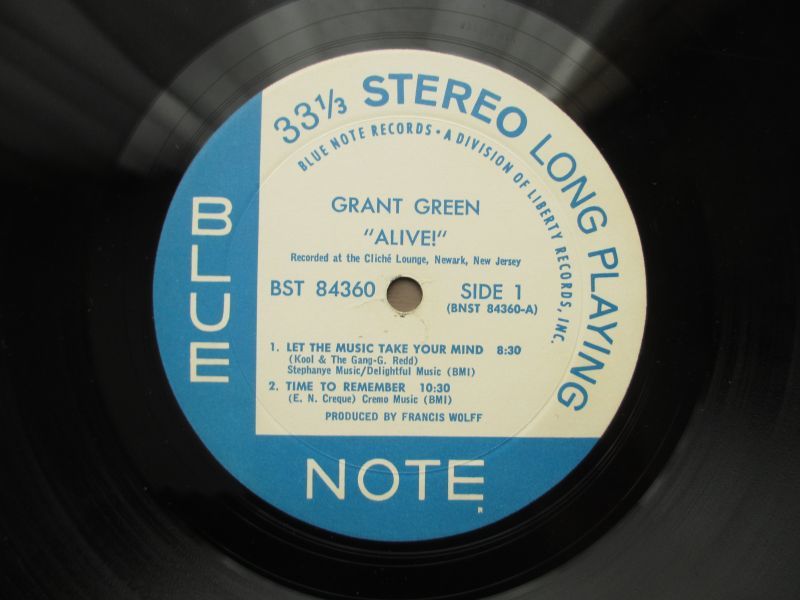 33⅓ STEREO LONG PLAYING
BLUE NOTE RECORDS • A DIVISION OF LIBERTY RECORDS, INC.
GRANT GREEN
"ALIVE!"
Recorded at the Cliché Lounge, Newark, New Jersey
BST 84360
SIDE 1
(BNST 84360-A)
1. LET THE MUSIC TAKE YOUR MIND 8:30
(Kool & The Gang-G. Redd)
Stephanye Music/Delightful Music (BMI)
2. TIME TO REMEMBER 10:30
(E. N. Creque) Cremo Music (BMI)
PRODUCED BY FRANCIS WOLFF
BLUE
NOTE
R